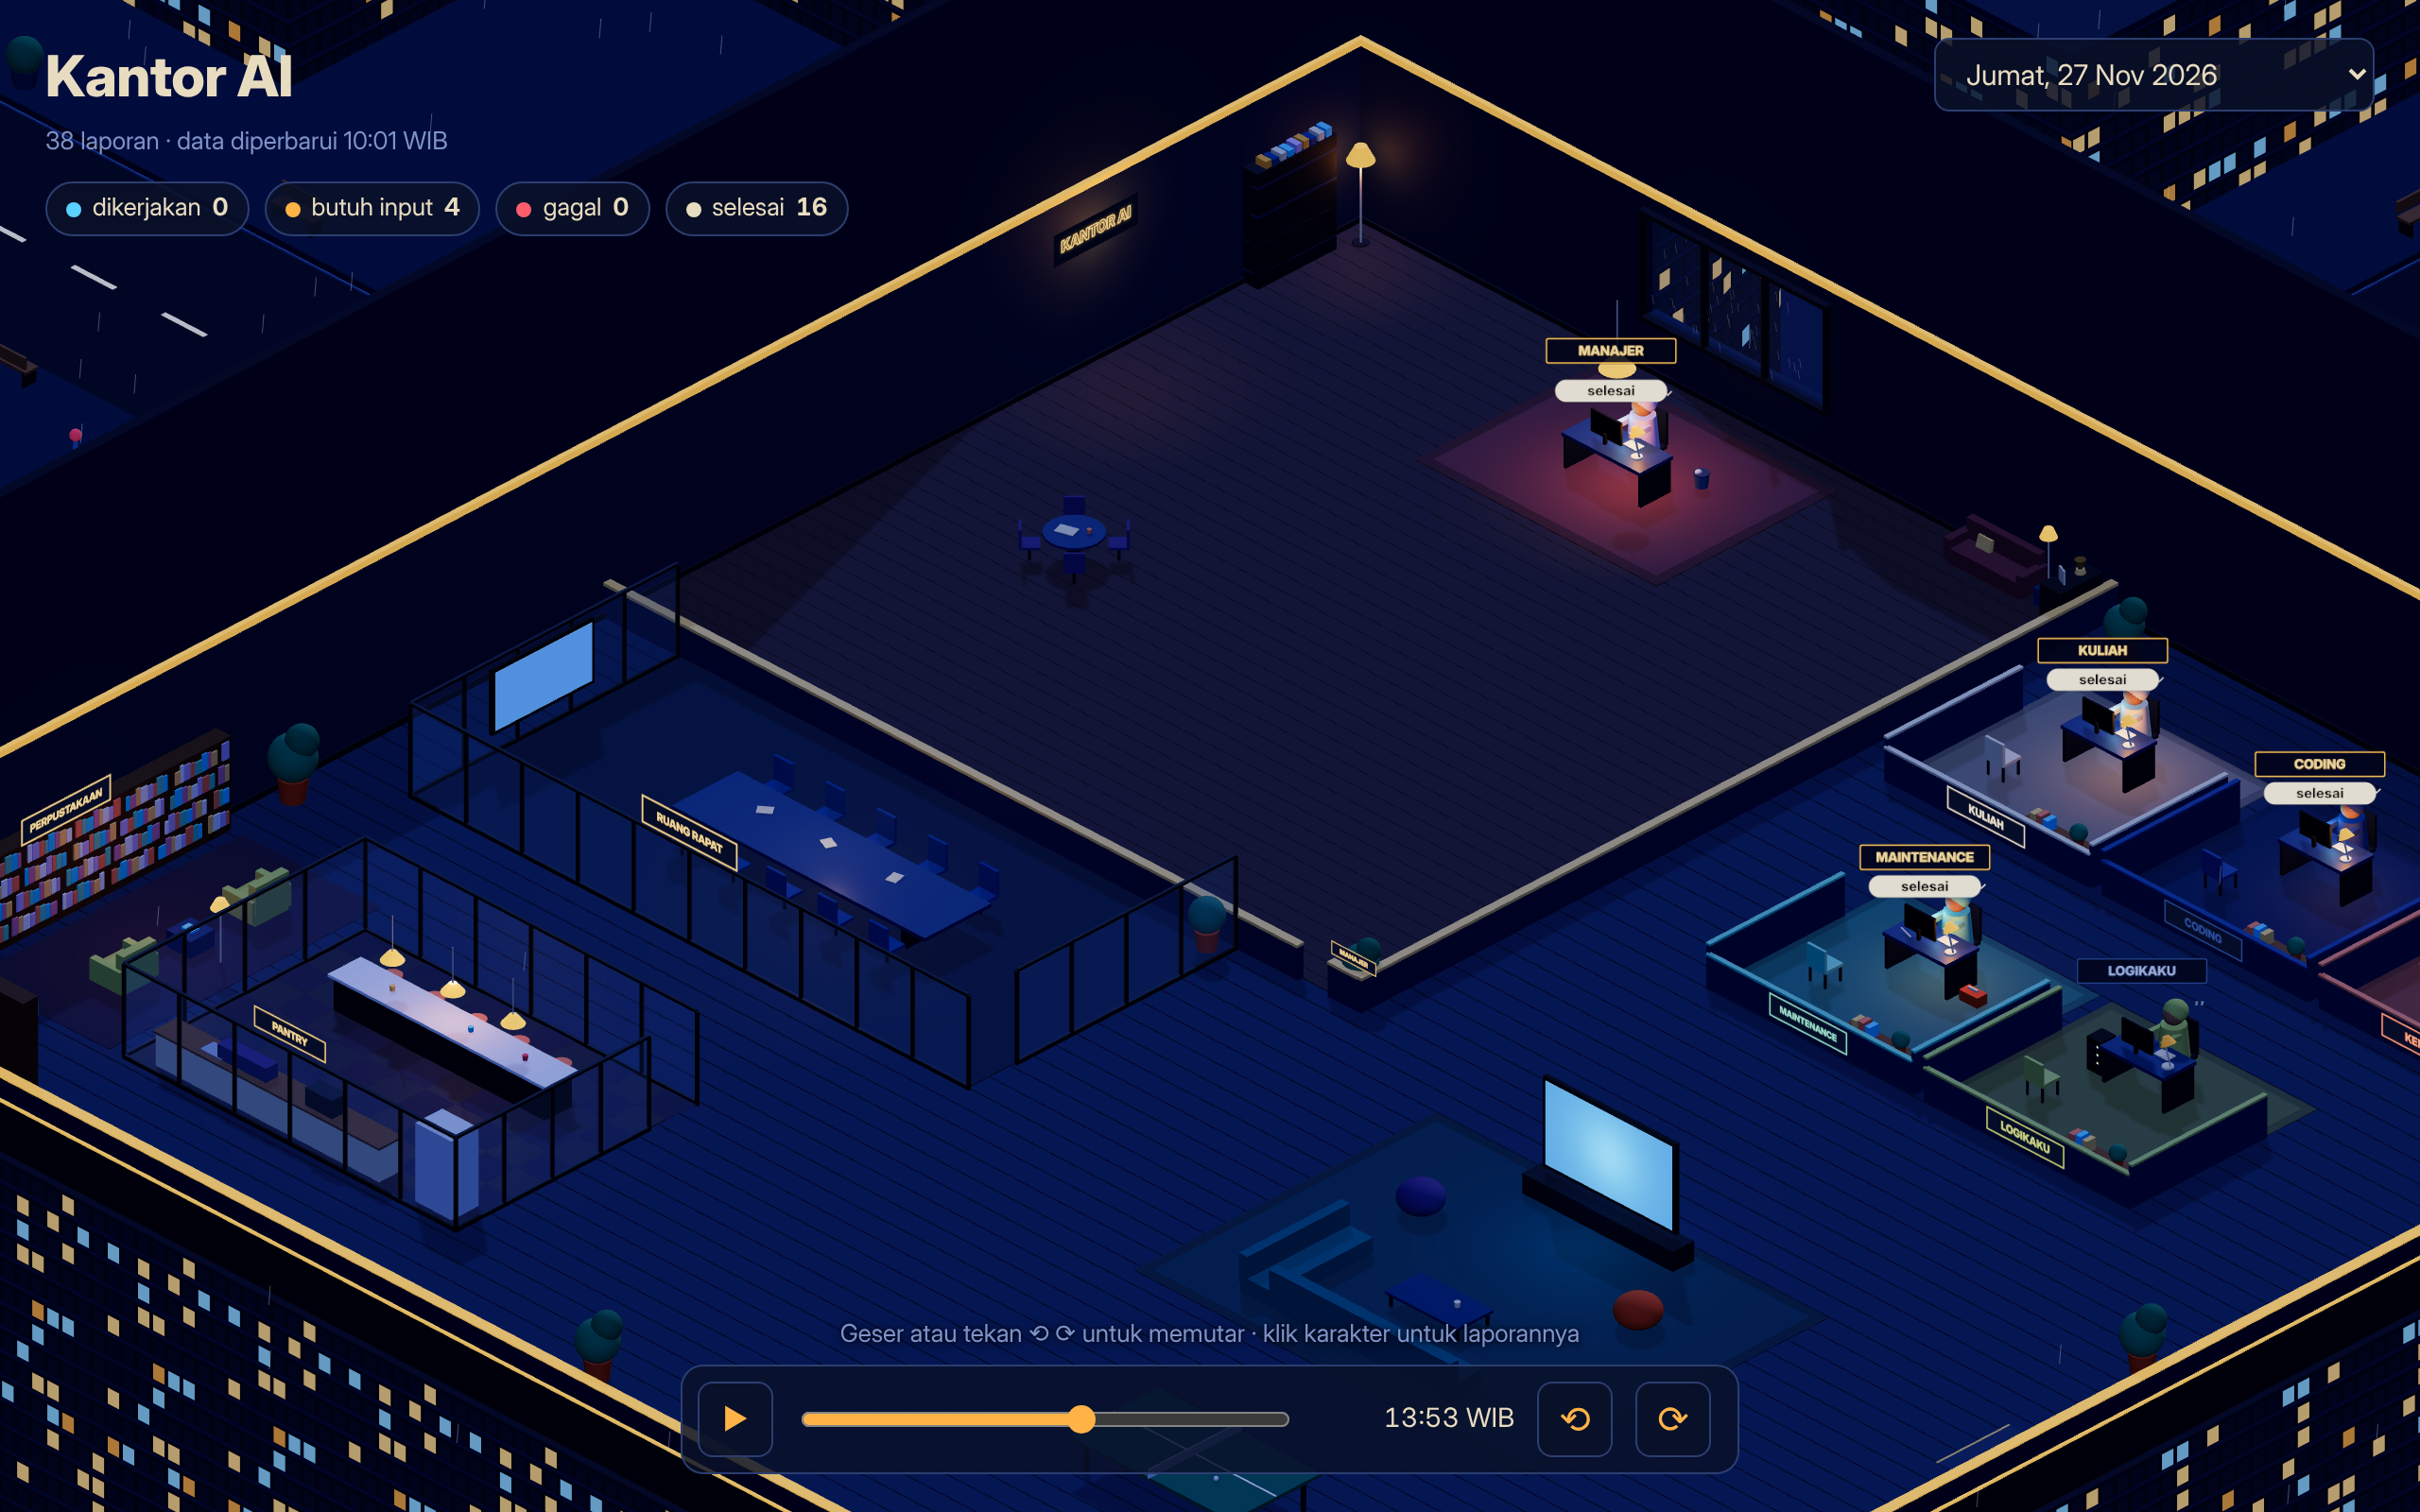 Kantor AI
Jumat, 27 Nov 2026
38 laporan · data diperbarui 10:01 WIB
dikerjakan 0
butuh input 4
gagal 0
selesai 16
KANTOR AI
MANAJER
selesai
KULIAH
selesai
CODING
selesai
PERPUSTAKAAN
RUANG RAPAT
KULIAH
MAINTENANCE
selesai
CODING
MANAJER
LOGIKAKU
PANTRY
MAINTENANCE
LOGIKAKU
Geser atau tekan ⟲ ⟳ untuk memutar · klik karakter untuk laporannya
13:53 WIB